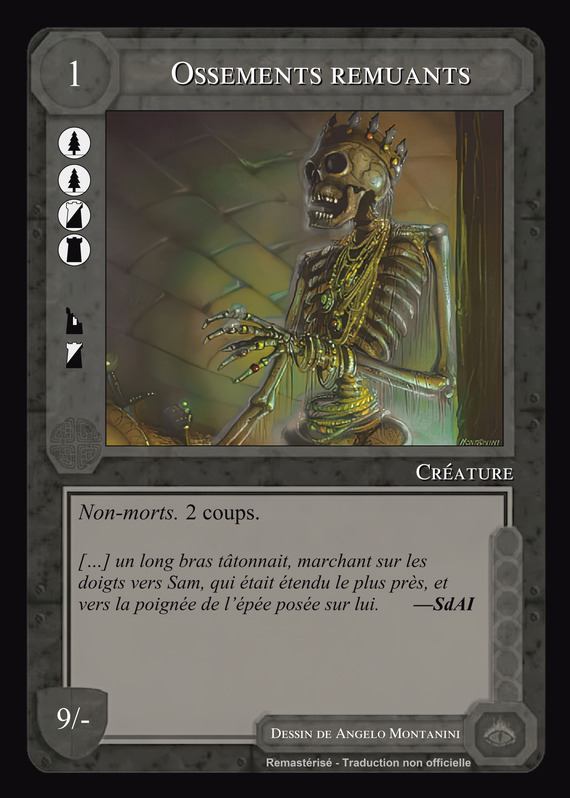 1
OSSEMENTS REMUANTS
MONTANINI
CRÉATURE
Non-morts. 2 coups.
[...] un long bras tâtonnait, marchant sur les
doigts vers Sam, qui était étendu le plus près, et
vers la poignée de l'épée posée sur lui. —SdAI
9/-
DESSIN DE ANGELO MONTANINI
Remastérisé - Traduction non officielle